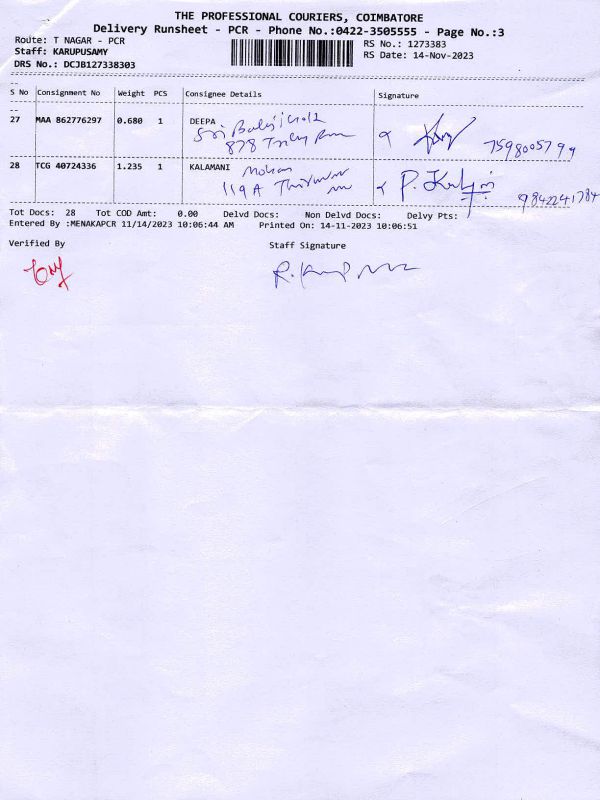 THE PROFESSIONAL COURIERS, COIMBATORE
Delivery Runsheet - PCR - Phone No.:0422-3505555 - Page No.:3
Route: T NAGAR - PCR
Staff: KARUPUSAMY
DRS No.: DCJB127338303
RS No.: 1273383
RS Date: 14-Nov-2023
S No Consignment No Weight PCS Consignee Details Signature
27 MAA 862776297 0.680 1 DEEPA
878
7598005799
28 TCG 40724336 1.235 1 KALAMANI Mohan
119A
9842241784
Tot Docs: 28 Tot COD Amt: 0.00 Delvd Docs: Non Delvd Docs: Delvy Pts:
Entered By :MENAKAPCR 11/14/2023 10:06:44 AM Printed On: 14-11-2023 10:06:51
Verified By Staff Signature